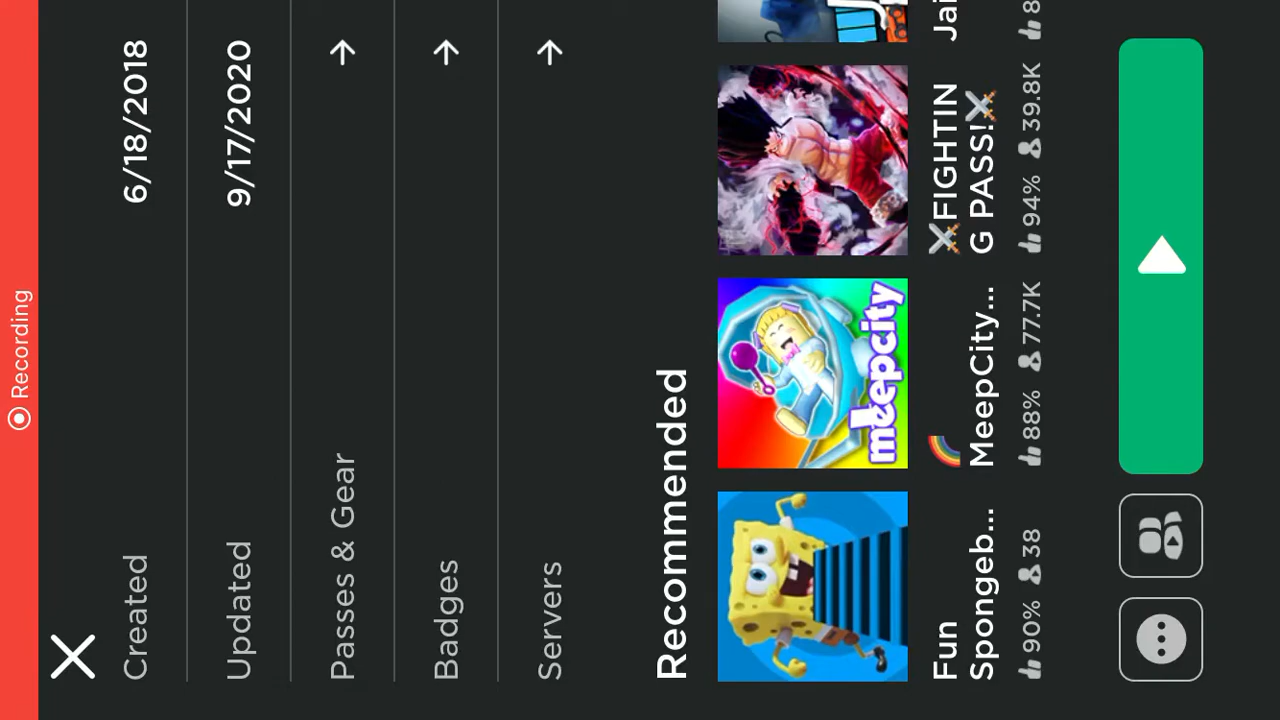 Recording
Created 6/18/2018
Updated 9/17/2020
Passes & Gear
Badges
Servers
Recommended
meepcity
Fun
Spongeb...
90% 38
🌈
MeepCity...
88% 77.7K
⚔️FIGHTIN
G PASS!⚔️
94% 39.8K
Jai
8